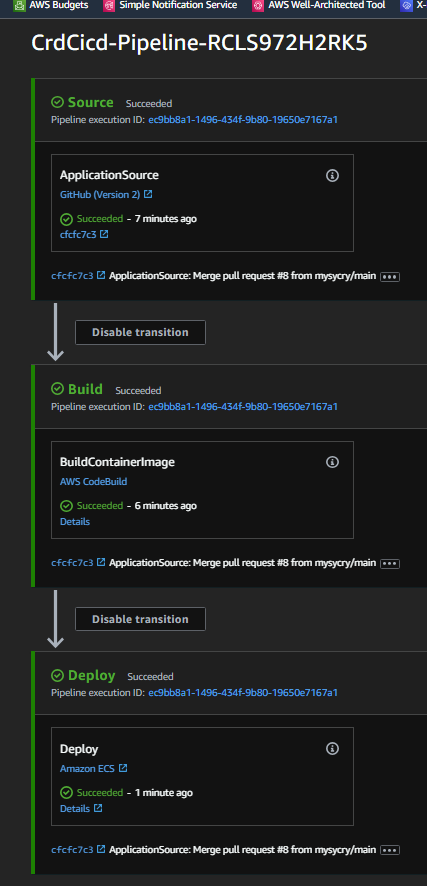 AWS Budgets Simple Notification Service AWS Well-Architected Tool X-
CrdCicd-Pipeline-RCLS972H2RK5
Source Succeeded
Pipeline execution ID: ec9bb8a1-1496-434f-9b80-19650e7167a1
ApplicationSource
GitHub (Version 2)
Succeeded - 7 minutes ago
cfcfc7c3
cfcfc7c3 ApplicationSource: Merge pull request #8 from mysycry/main
Disable transition
Build Succeeded
Pipeline execution ID: ec9bb8a1-1496-434f-9b80-19650e7167a1
BuildContainerImage
AWS CodeBuild
Succeeded - 6 minutes ago
Details
cfcfc7c3 ApplicationSource: Merge pull request #8 from mysycry/main
Disable transition
Deploy Succeeded
Pipeline execution ID: ec9bb8a1-1496-434f-9b80-19650e7167a1
Deploy
Amazon ECS
Succeeded - 1 minute ago
Details
cfcfc7c3 ApplicationSource: Merge pull request #8 from mysycry/main